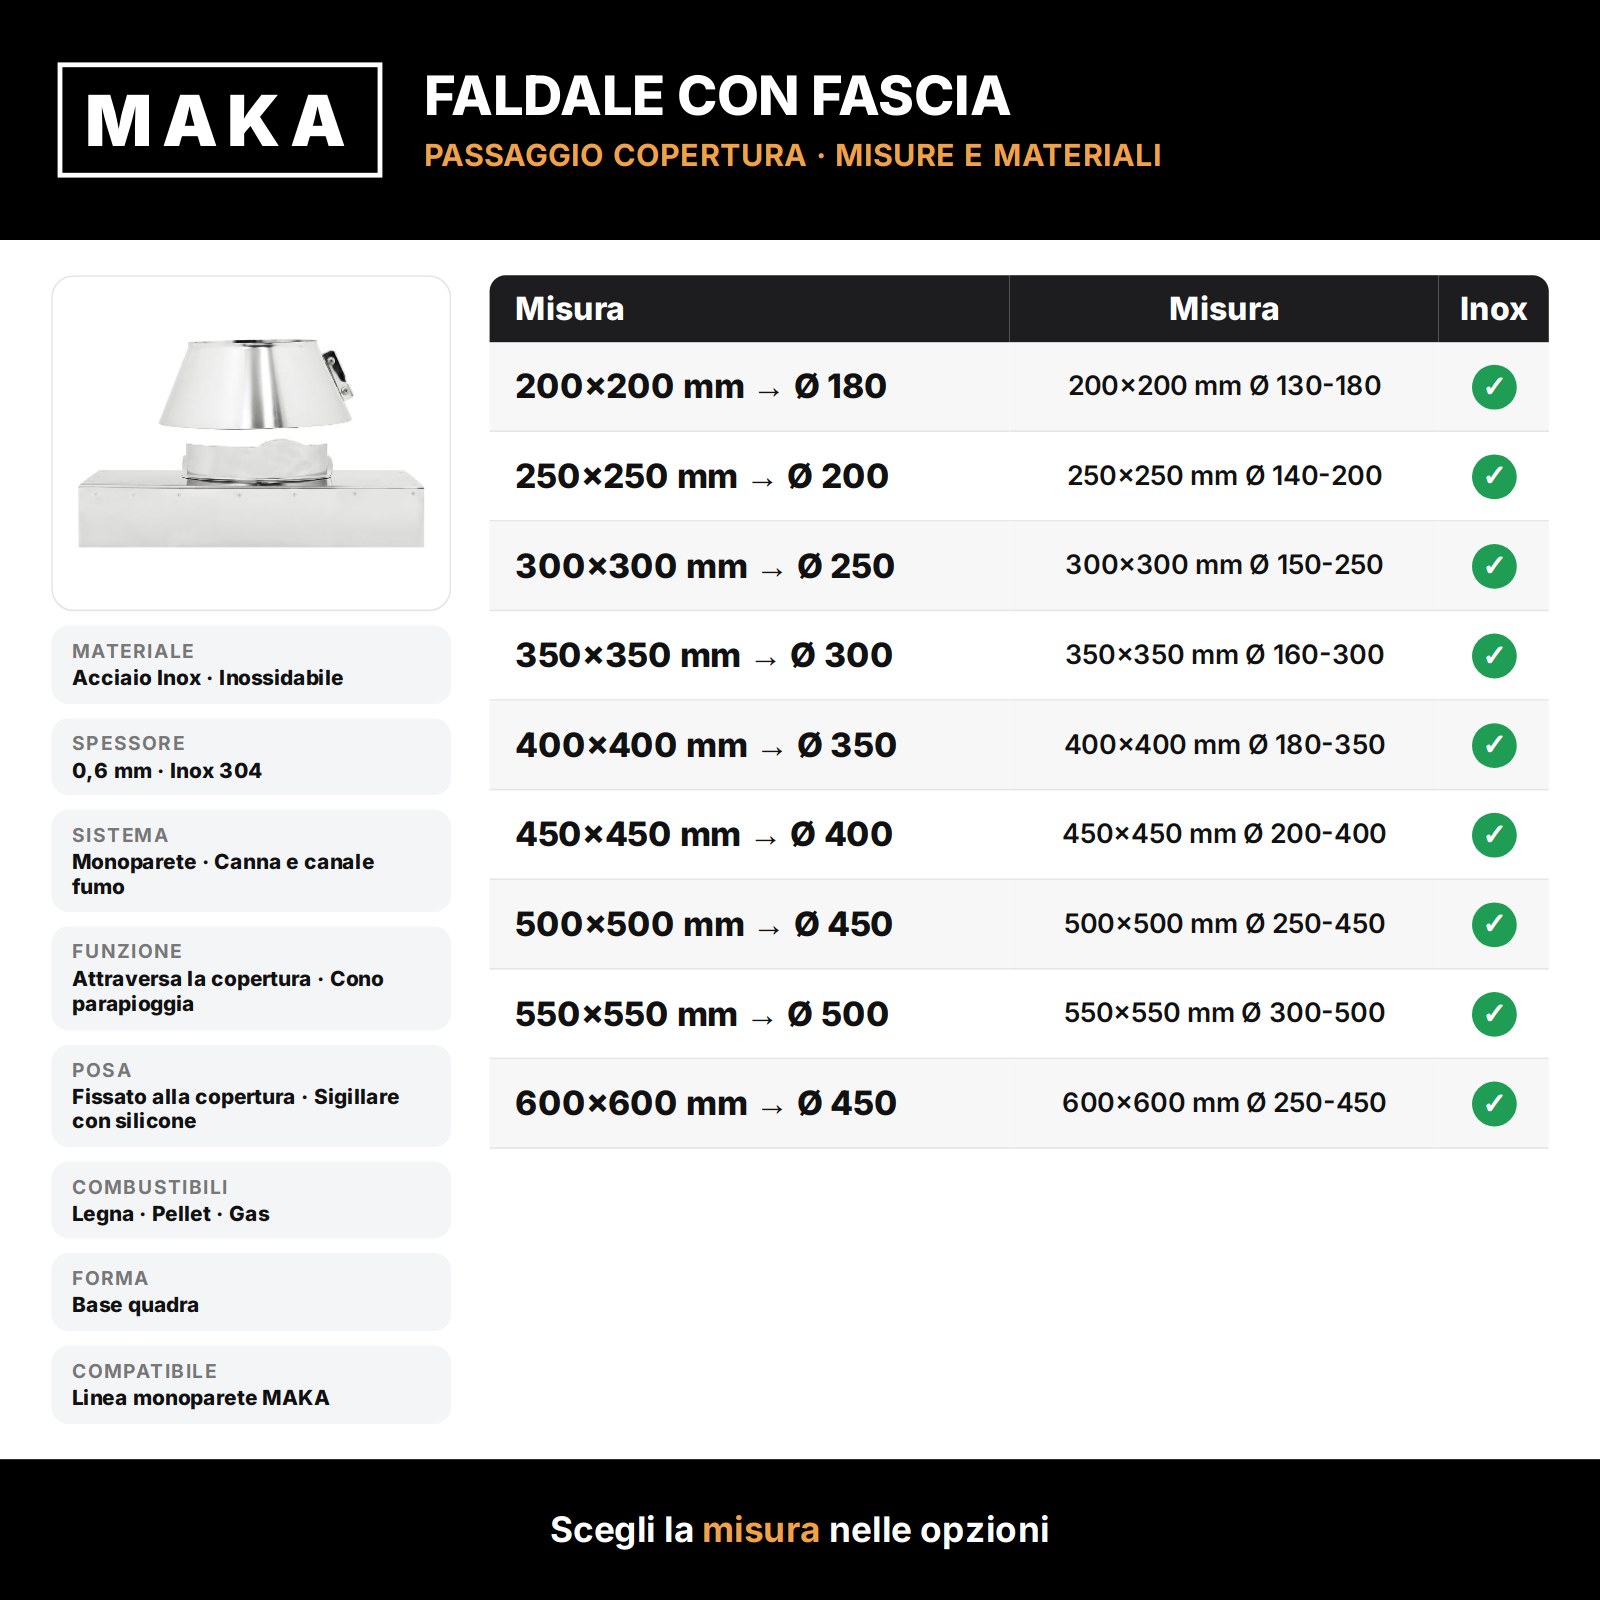 MAKA
FALDALE CON FASCIA
PASSAGGIO COPERTURA · MISURE E MATERIALI
MATERIALE
Acciaio Inox · Inossidabile
SPESSORE
0,6 mm · Inox 304
SISTEMA
Monoparete · Canna e canale
fumo
FUNZIONE
Attraversa la copertura · Cono
parapioggia
POSA
Fissato alla copertura · Sigillare
con silicone
COMBUSTIBILI
Legna · Pellet · Gas
FORMA
Base quadra
COMPATIBILE
Linea monoparete MAKA
Misura Misura Inox
200×200 mm → Ø 180 200×200 mm Ø 130-180 ✓
250×250 mm → Ø 200 250×250 mm Ø 140-200 ✓
300×300 mm → Ø 250 300×300 mm Ø 150-250 ✓
350×350 mm → Ø 300 350×350 mm Ø 160-300 ✓
400×400 mm → Ø 350 400×400 mm Ø 180-350 ✓
450×450 mm → Ø 400 450×450 mm Ø 200-400 ✓
500×500 mm → Ø 450 500×500 mm Ø 250-450 ✓
550×550 mm → Ø 500 550×550 mm Ø 300-500 ✓
600×600 mm → Ø 450 600×600 mm Ø 250-450 ✓
Scegli la misura nelle opzioni